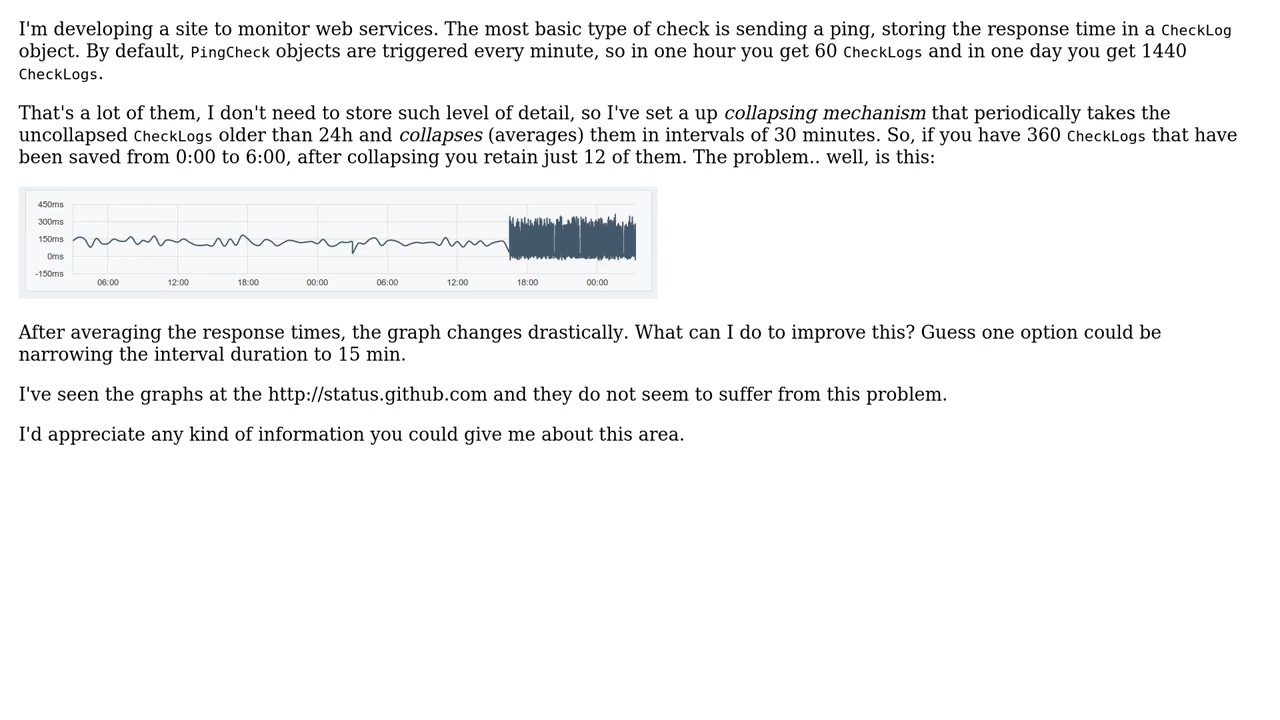 I'm developing a site to monitor web services. The most basic type of check is sending a ping, storing the response time in a CheckLog
object. By default, PingCheck objects are triggered every minute, so in one hour you get 60 CheckLogs and in one day you get 1440
CheckLogs.
That's a lot of them, I don't need to store such level of detail, so I've set a up collapsing mechanism that periodically takes the
uncollapsed CheckLogs older than 24h and collapses (averages) them in intervals of 30 minutes. So, if you have 360 CheckLogs that have
been saved from 0:00 to 6:00, after collapsing you retain just 12 of them. The problem.. well, is this:
450ms
300ms
150ms
0ms
-150ms
06:00 12:00 18:00 00:00 06:00 12:00 18:00 00:00
After averaging the response times, the graph changes drastically. What can I do to improve this? Guess one option could be
narrowing the interval duration to 15 min.
I've seen the graphs at the http://status.github.com and they do not seem to suffer from this problem.
I'd appreciate any kind of information you could give me about this area.